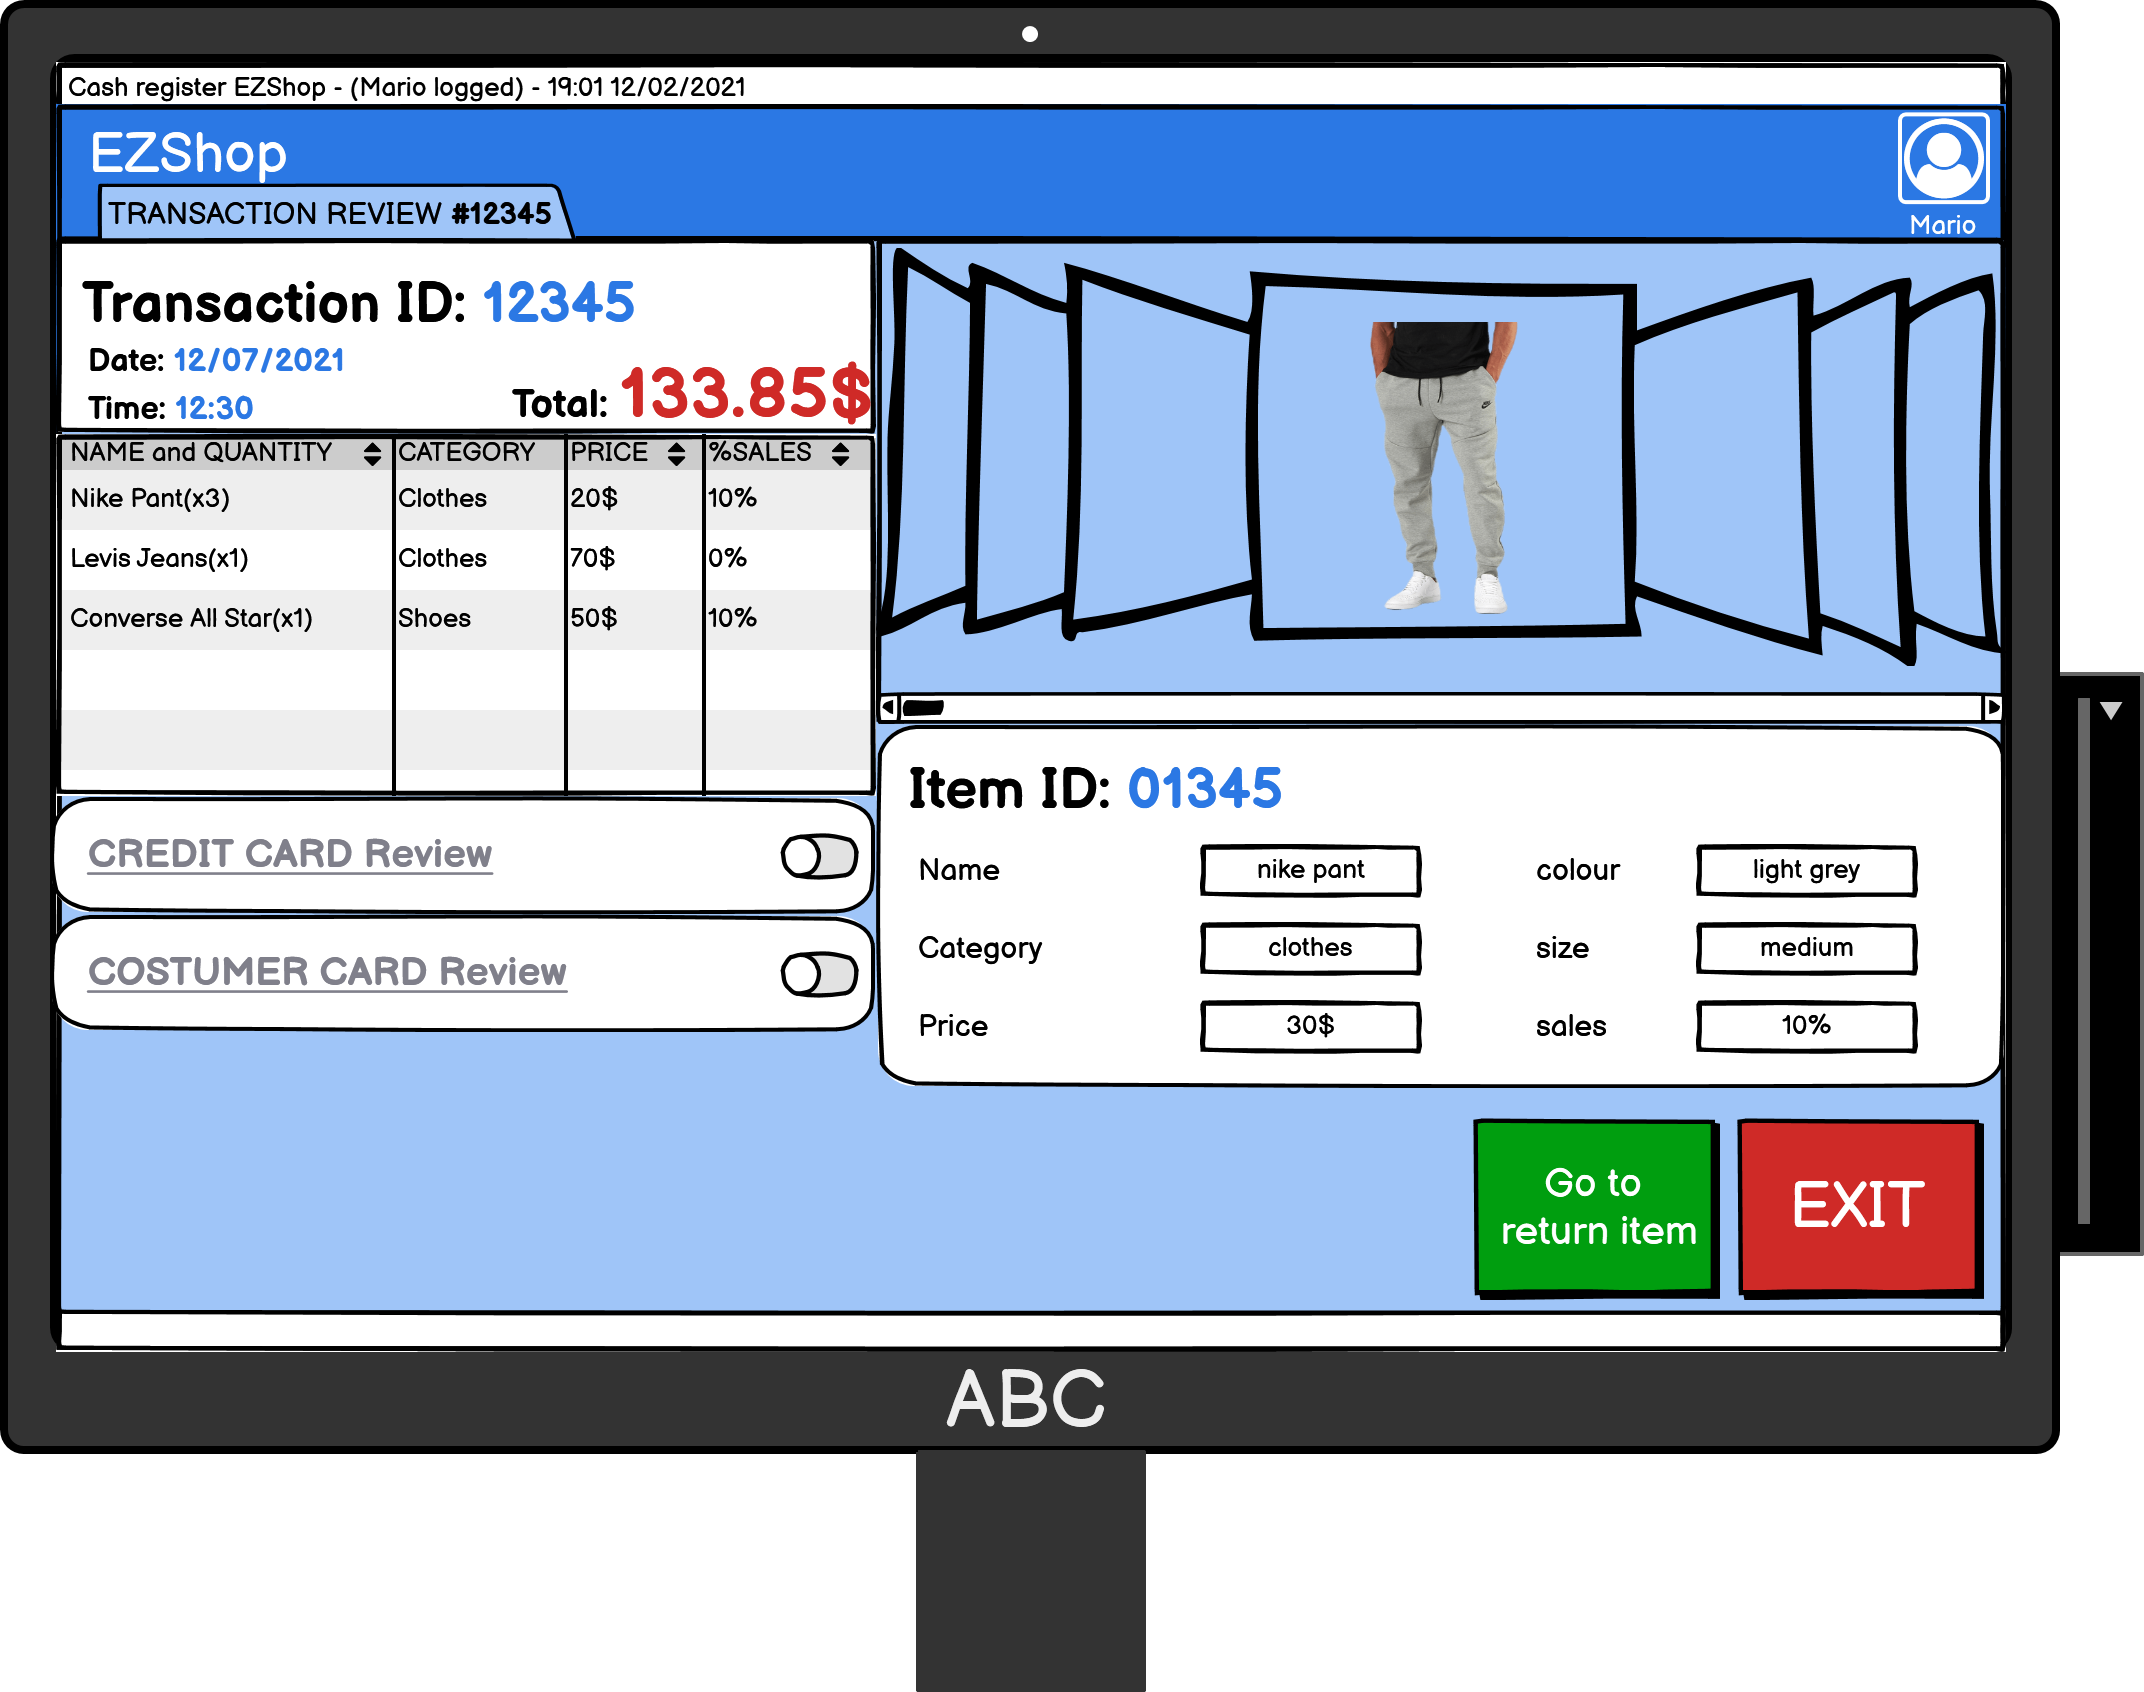 Cash register EZShop - (Mario logged) - 19:01 12/02/2021
EZShop
Mario
TRANSACTION REVIEW #12345
Transaction ID: 12345
Date: 12/07/2021
Time: 12:30
Total: 133.85$
NAME and QUANTITY CATEGORY PRICE %SALES
Nike Pant(x3) Clothes 20$ 10%
Levis Jeans(x1) Clothes 70$ 0%
Converse All Star(x1) Shoes 50$ 10%
CREDIT CARD Review
COSTUMER CARD Review
Item ID: 01345
Name nike pant colour light grey
Category clothes size medium
Price 30$ sales 10%
Go to
return item
EXIT
ABC